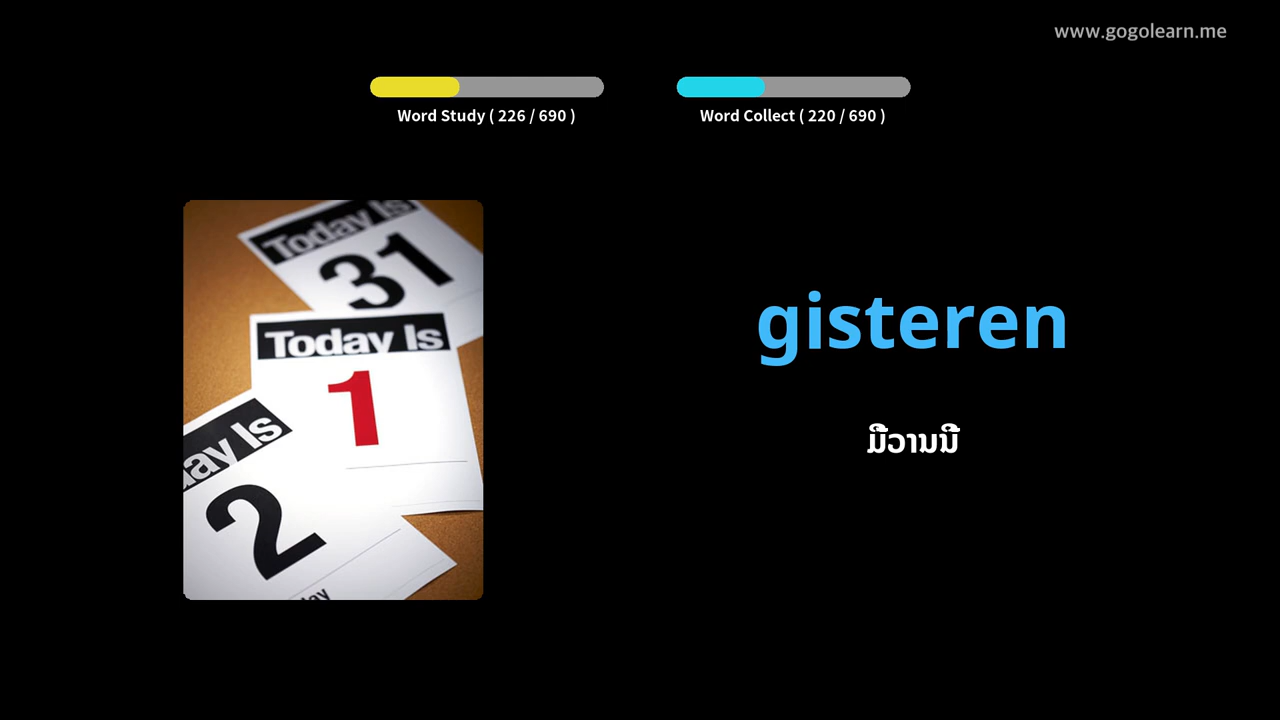 www.gogolearn.me
Word Study ( 226 / 690 )
Word Collect ( 220 / 690 )
Today Is
31
Today Is
1
ay Is
2
gisteren
ມື້ວານນີ້